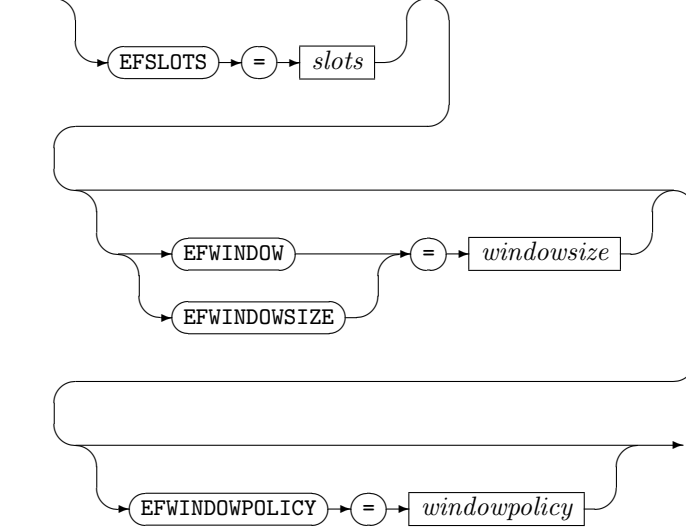 EFSLOTS = slots
EFWINDOW = windowsize
EFWINDOWSIZE
EFWINDOWPOLICY = windowpolicy